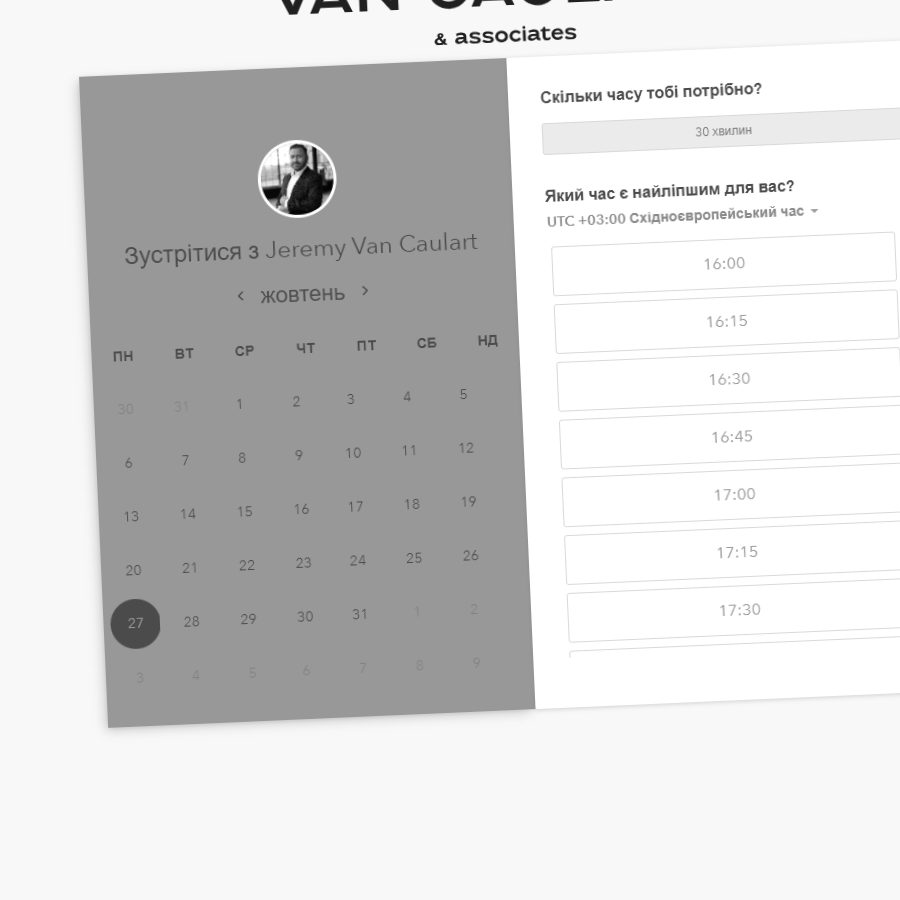 & associates
Зустрітися з Jeremy Van Caulart
жовтень
ПН ВТ СР ЧТ ПТ СБ НД
30 31 1 2 3 4 5
6 7 8 9 10 11 12
13 14 15 16 17 18 19
20 21 22 23 24 25 26
27 28 29 30 31 1 2
3 4 5 6 7 8 9
Скільки часу тобі потрібно?
30 хвилин
Який час є найліпшим для вас?
UTC +03:00 Східноєвропейський час
16:00
16:15
16:30
16:45
17:00
17:15
17:30